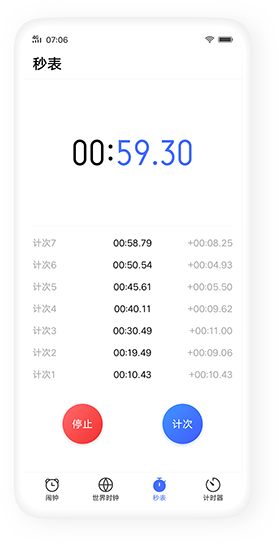 4G 07:06
秒表
00:59.30
计次7 00:58.79 +00:08.25
计次6 00:50.54 +00:04.93
计次5 00:45.61 +00:05.50
计次4 00:40.11 +00:09.62
计次3 00:30.49 +00:11.00
计次2 00:19.49 +00:09.06
计次1 00:10.43 +00:10.43
停止 计次
闹钟 世界时钟 秒表 计时器